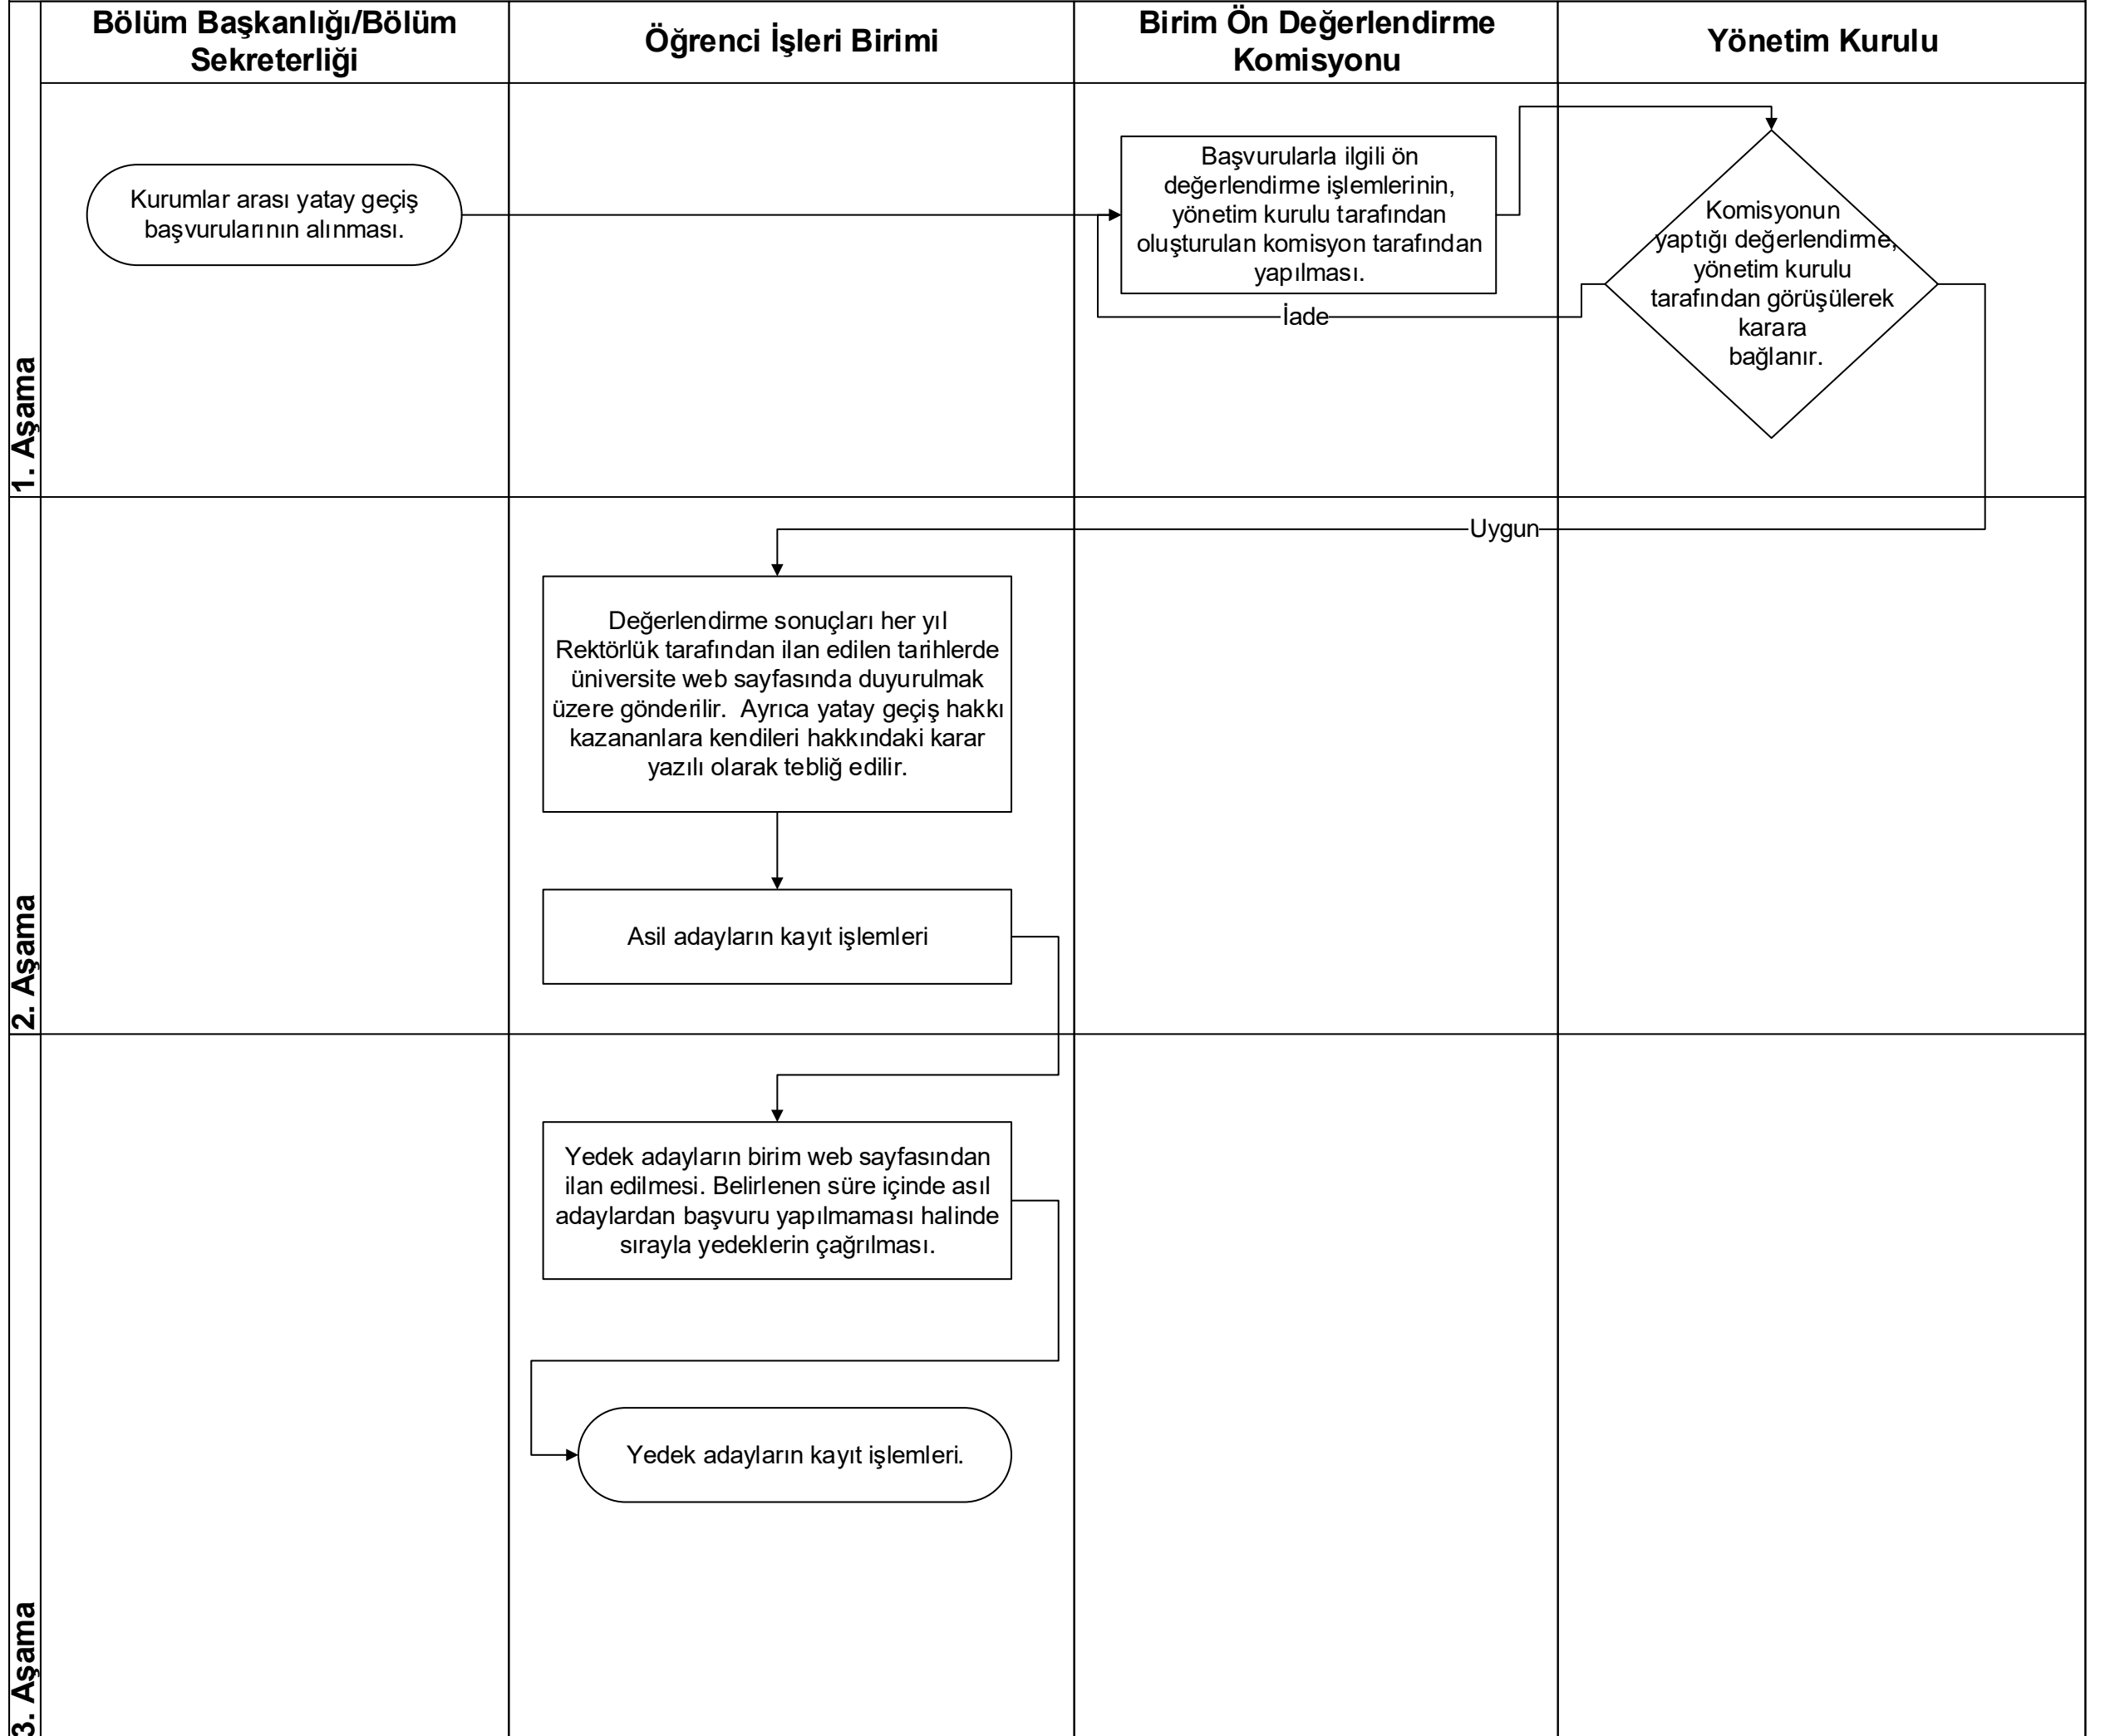 Bölüm Başkanlığı/Bölüm
Sekreterliği
Öğrenci İşleri Birimi
Birim Ön Değerlendirme
Komisyonu
Yönetim Kurulu
1. Aşama
Kurumlar arası yatay geçiş
başvurularının alınması.
Başvurularla ilgili ön
değerlendirme işlemlerinin,
yönetim kurulu tarafından
oluşturulan komisyon tarafından
yapılması.
Komisyonun
yaptığı değerlendirme,
yönetim kurulu
tarafından görüşülerek
karara
bağlanır.
İade
2. Aşama
Uygun
Değerlendirme sonuçları her yıl
Rektörlük tarafından ilan edilen tarihlerde
üniversite web sayfasında duyurulmak
üzere gönderilir.  Ayrıca yatay geçiş hakkı
kazananlara kendileri hakkındaki karar
yazılı olarak tebliğ edilir.
Asil adayların kayıt işlemleri
3. Aşama
Yedek adayların birim web sayfasından
ilan edilmesi. Belirlenen süre içinde asıl
adaylardan başvuru yapılmaması halinde
sırayla yedeklerin çağrılması.
Yedek adayların kayıt işlemleri.